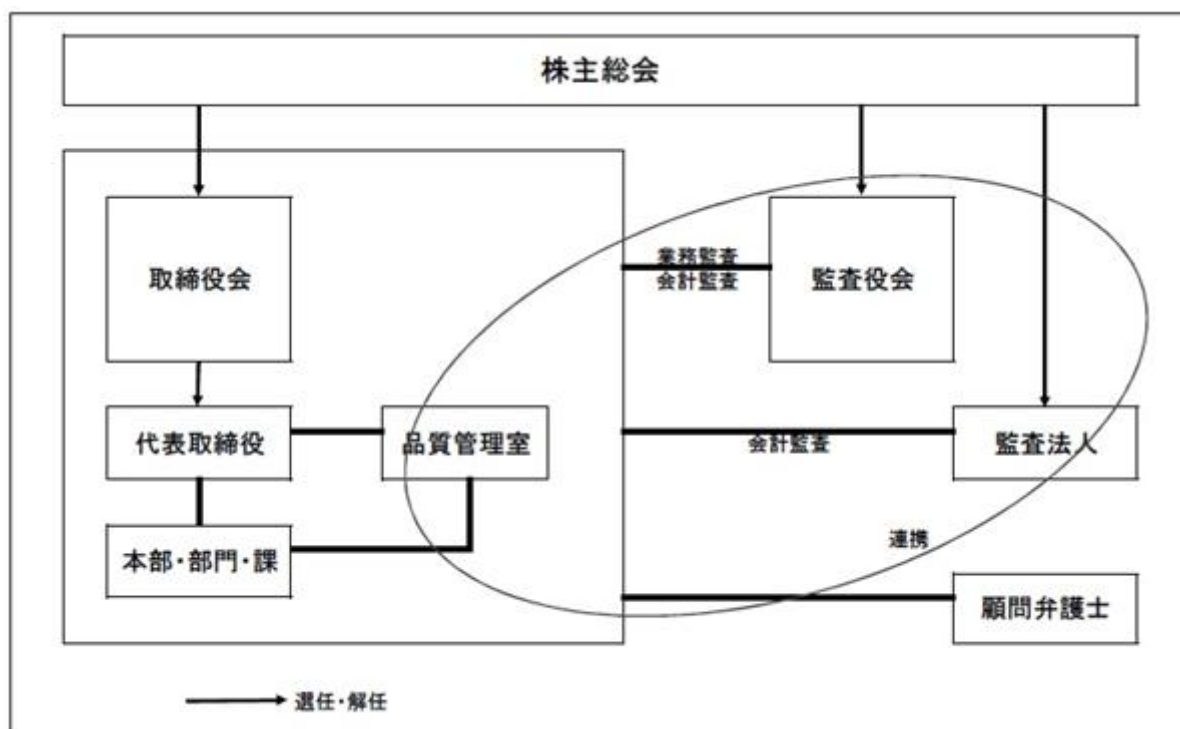 株主総会
取締役会
業務監査
会計監査
監査役会
代表取締役
品質管理室
会計監査
監査法人
連携
本部・部門・課
顧問弁護士
選任・解任